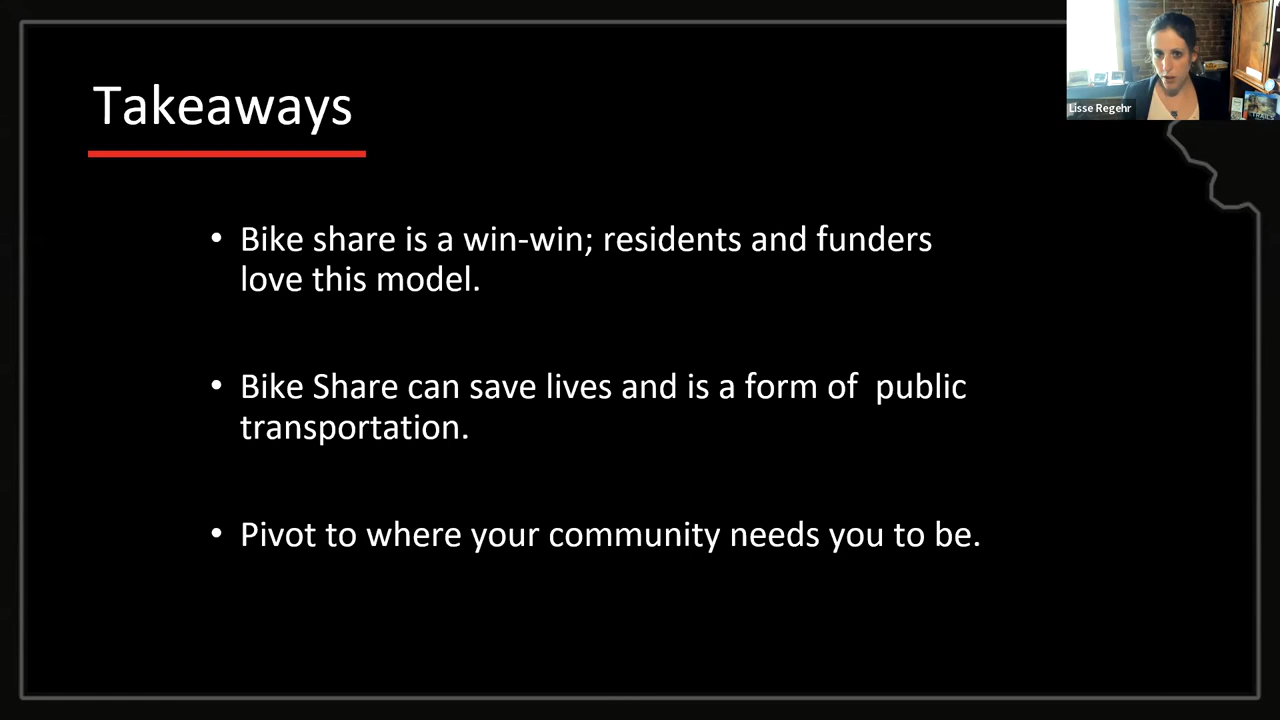 Takeaways
Lisse Regehr
• Bike share is a win-win; residents and funders
love this model.
• Bike Share can save lives and is a form of  public
transportation.
• Pivot to where your community needs you to be.